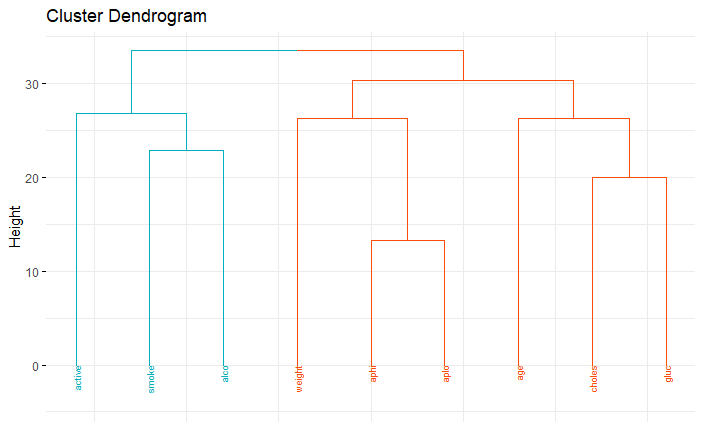 Cluster Dendrogram
Height
30
20
10
0
active
smoke
alco
weight
aphi
aplo
age
choles
gluc